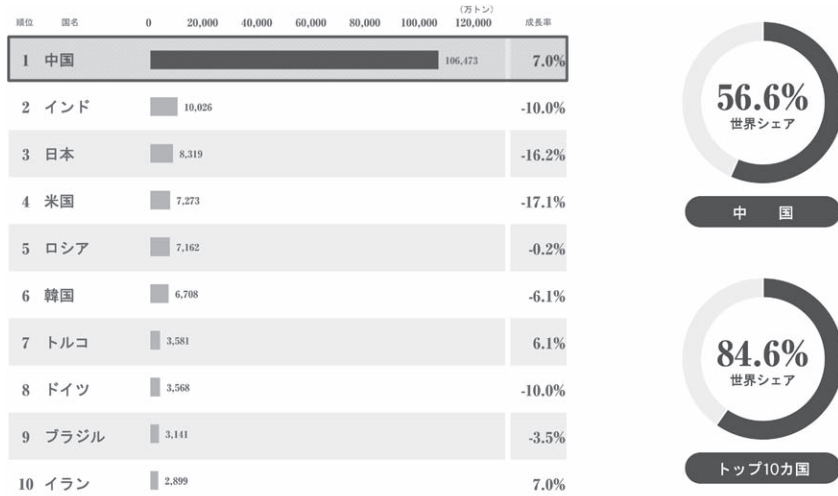 (万トン)
順位 国名 0 20,000 40,000 60,000 80,000 100,000 120,000 成長率
1 中国 106,473 7.0%
2 インド 10,026 -10.0%
3 日本 8,319 -16.2%
4 米国 7,273 -17.1%
5 ロシア 7,162 -0.2%
6 韓国 6,708 -6.1%
7 トルコ 3,581 6.1%
8 ドイツ 3,568 -10.0%
9 ブラジル 3,141 -3.5%
10 イラン 2,899 7.0%
56.6%
世界シェア
中 国
84.6%
世界シェア
トップ10カ国